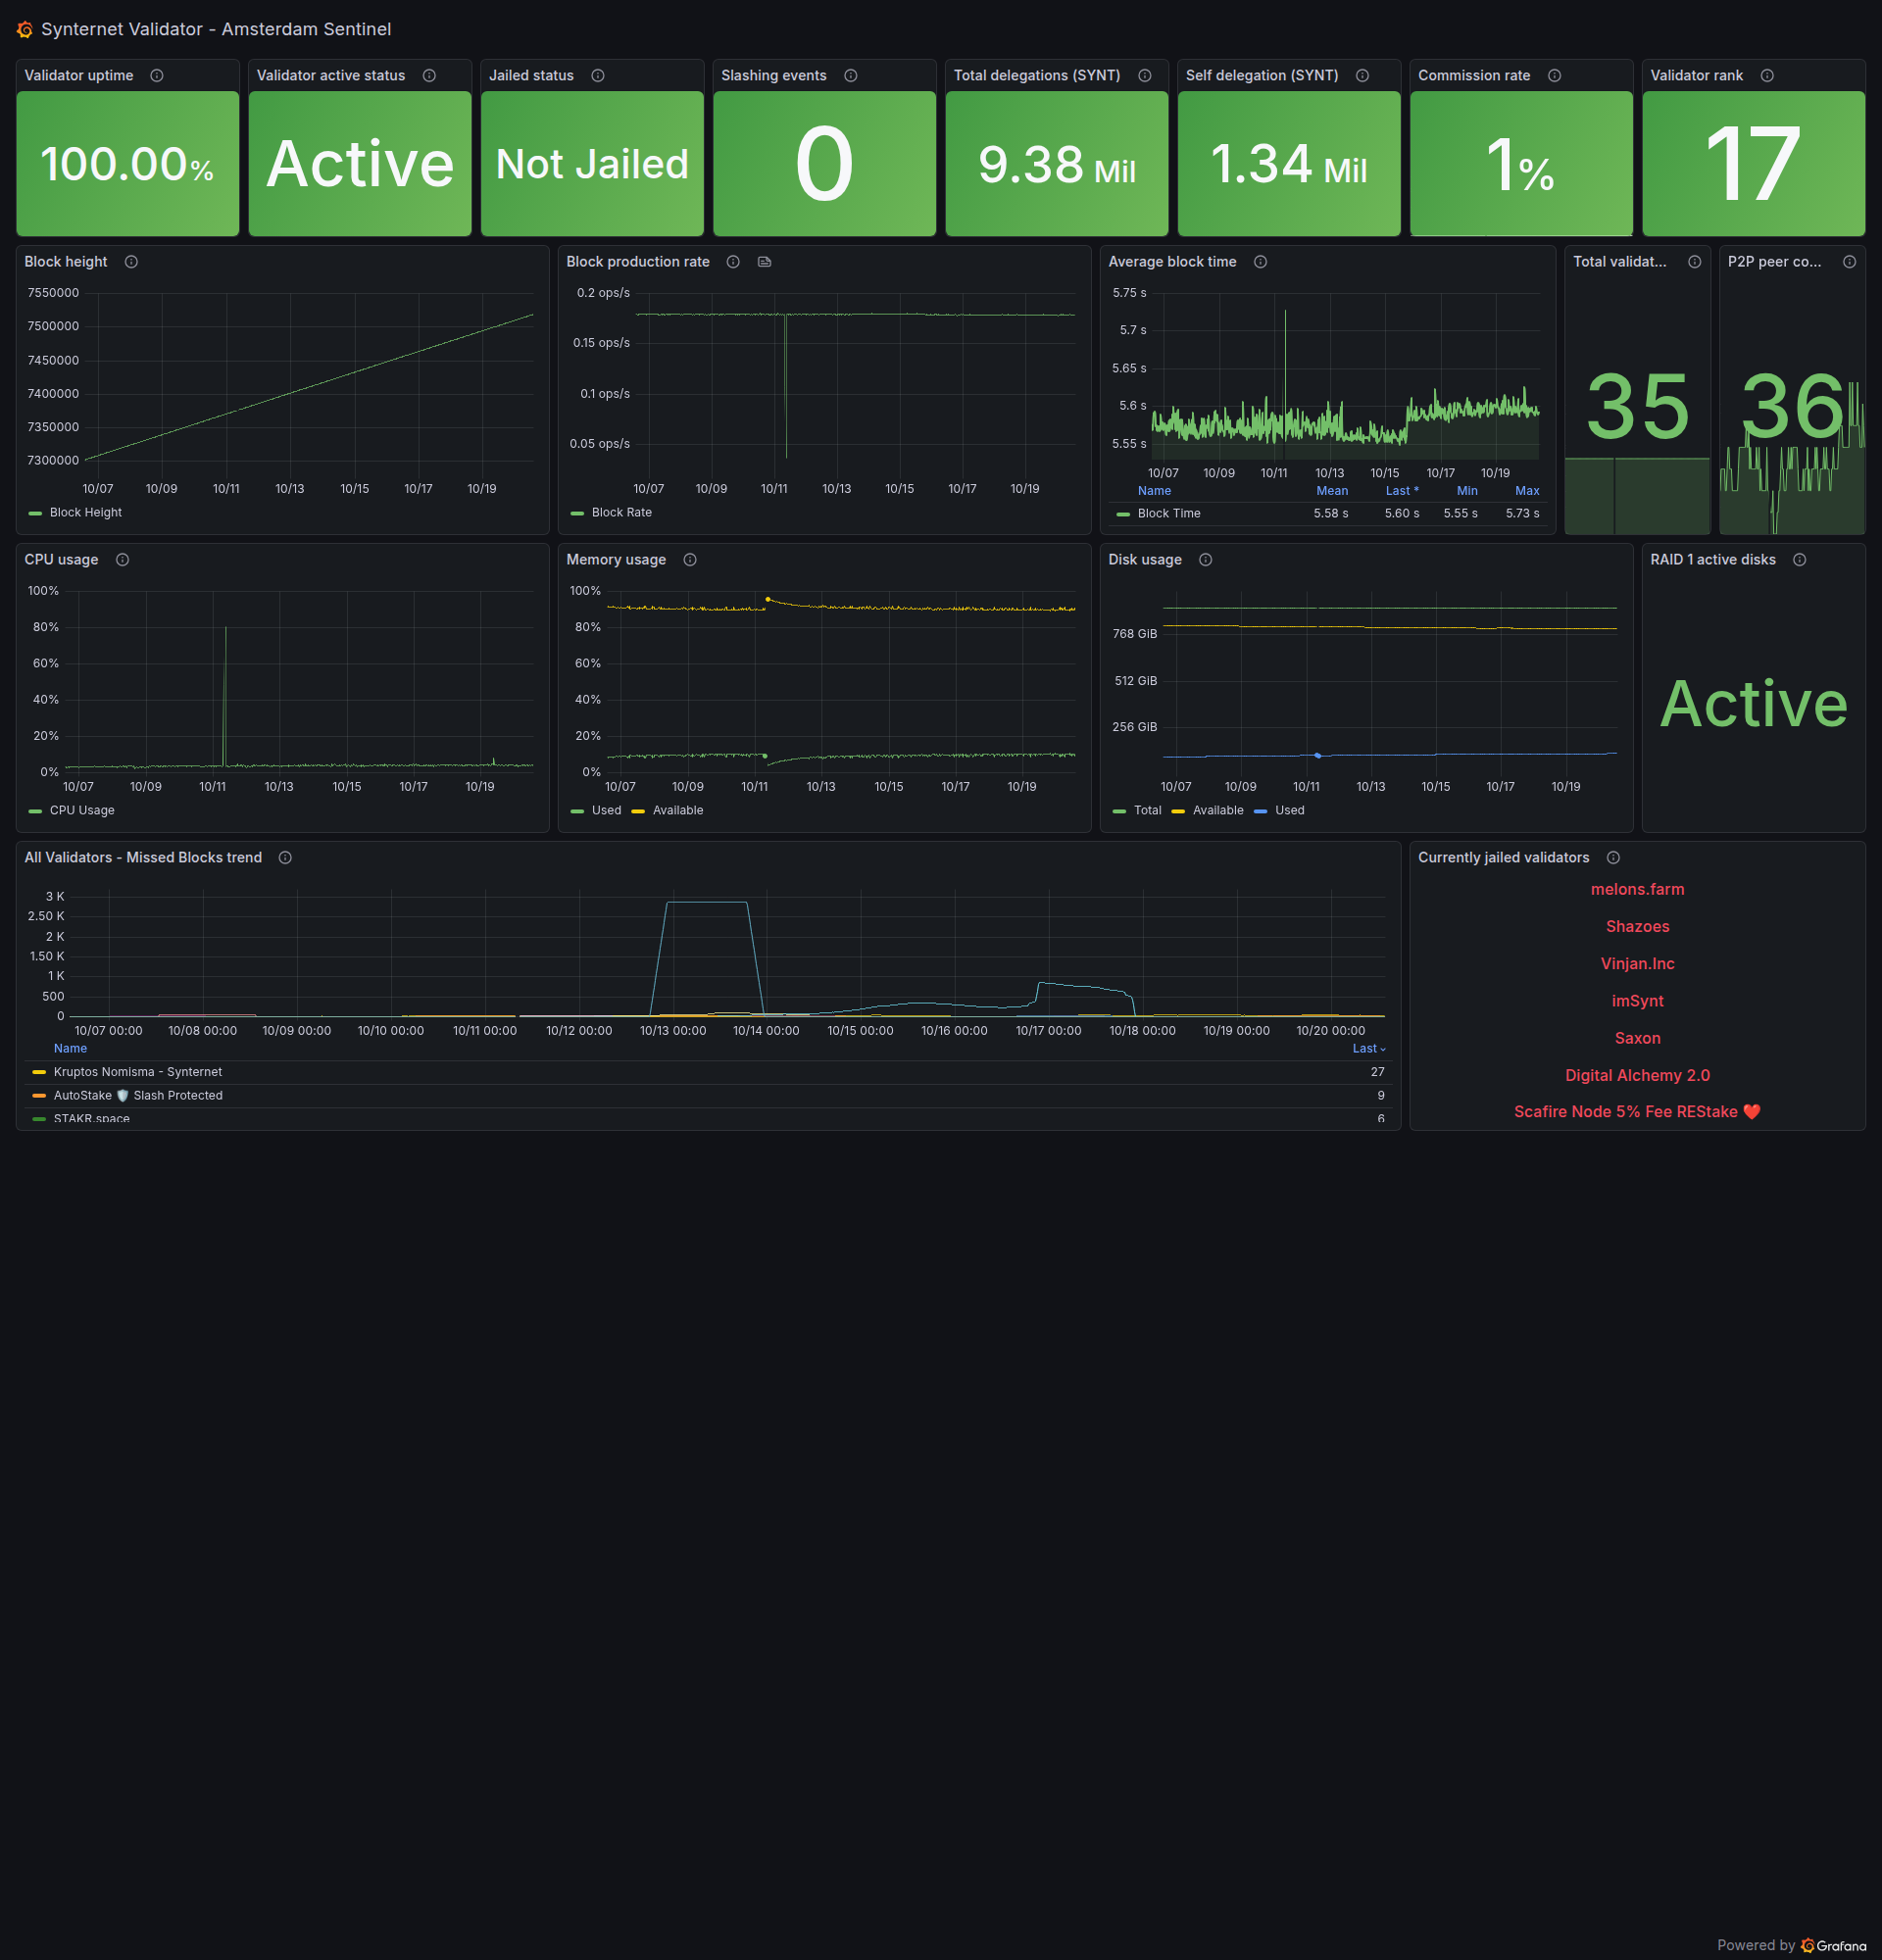 Synternet Validator - Amsterdam Sentinel
Validator uptime
100.00%
Validator active status
Active
Jailed status
Not Jailed
Slashing events
0
Total delegations (SYNT)
9.38 Mil
Self delegation (SYNT)
1.34 Mil
Commission rate
1%
Validator rank
17
Block height
7550000
7500000
7450000
7400000
7350000
7300000
10/07 10/09 10/11 10/13 10/15 10/17 10/19
Block Height
Block production rate
0.2 ops/s
0.15 ops/s
0.1 ops/s
0.05 ops/s
10/07 10/09 10/11 10/13 10/15 10/17 10/19
Block Rate
Average block time
5.75 s
5.7 s
5.65 s
5.6 s
5.55 s
10/07 10/09 10/11 10/13 10/15 10/17 10/19
Name Mean Last * Min Max
Block Time 5.58 s 5.60 s 5.55 s 5.73 s
Total validat...
35
P2P peer co...
36
CPU usage
100%
80%
60%
40%
20%
0%
10/07 10/09 10/11 10/13 10/15 10/17 10/19
CPU Usage
Memory usage
100%
80%
60%
40%
20%
0%
10/07 10/09 10/11 10/13 10/15 10/17 10/19
Used Available
Disk usage
768 GiB
512 GiB
256 GiB
10/07 10/09 10/11 10/13 10/15 10/17 10/19
Total Available Used
RAID 1 active disks
Active
All Validators - Missed Blocks trend
3 K
2.50 K
2 K
1.50 K
1 K
500
0
10/07 00:00 10/08 00:00 10/09 00:00 10/10 00:00 10/11 00:00 10/12 00:00 10/13 00:00 10/14 00:00 10/15 00:00 10/16 00:00 10/17 00:00 10/18 00:00 10/19 00:00 10/20 00:00
Name Last
Kruptos Nomisma - Synternet 27
AutoStake 🛡️ Slash Protected 9
STAKR.space 6
Currently jailed validators
melons.farm
Shazoes
Vinjan.Inc
imSynt
Saxon
Digital Alchemy 2.0
Scafire Node 5% Fee REStake ❤️
Powered by Grafana